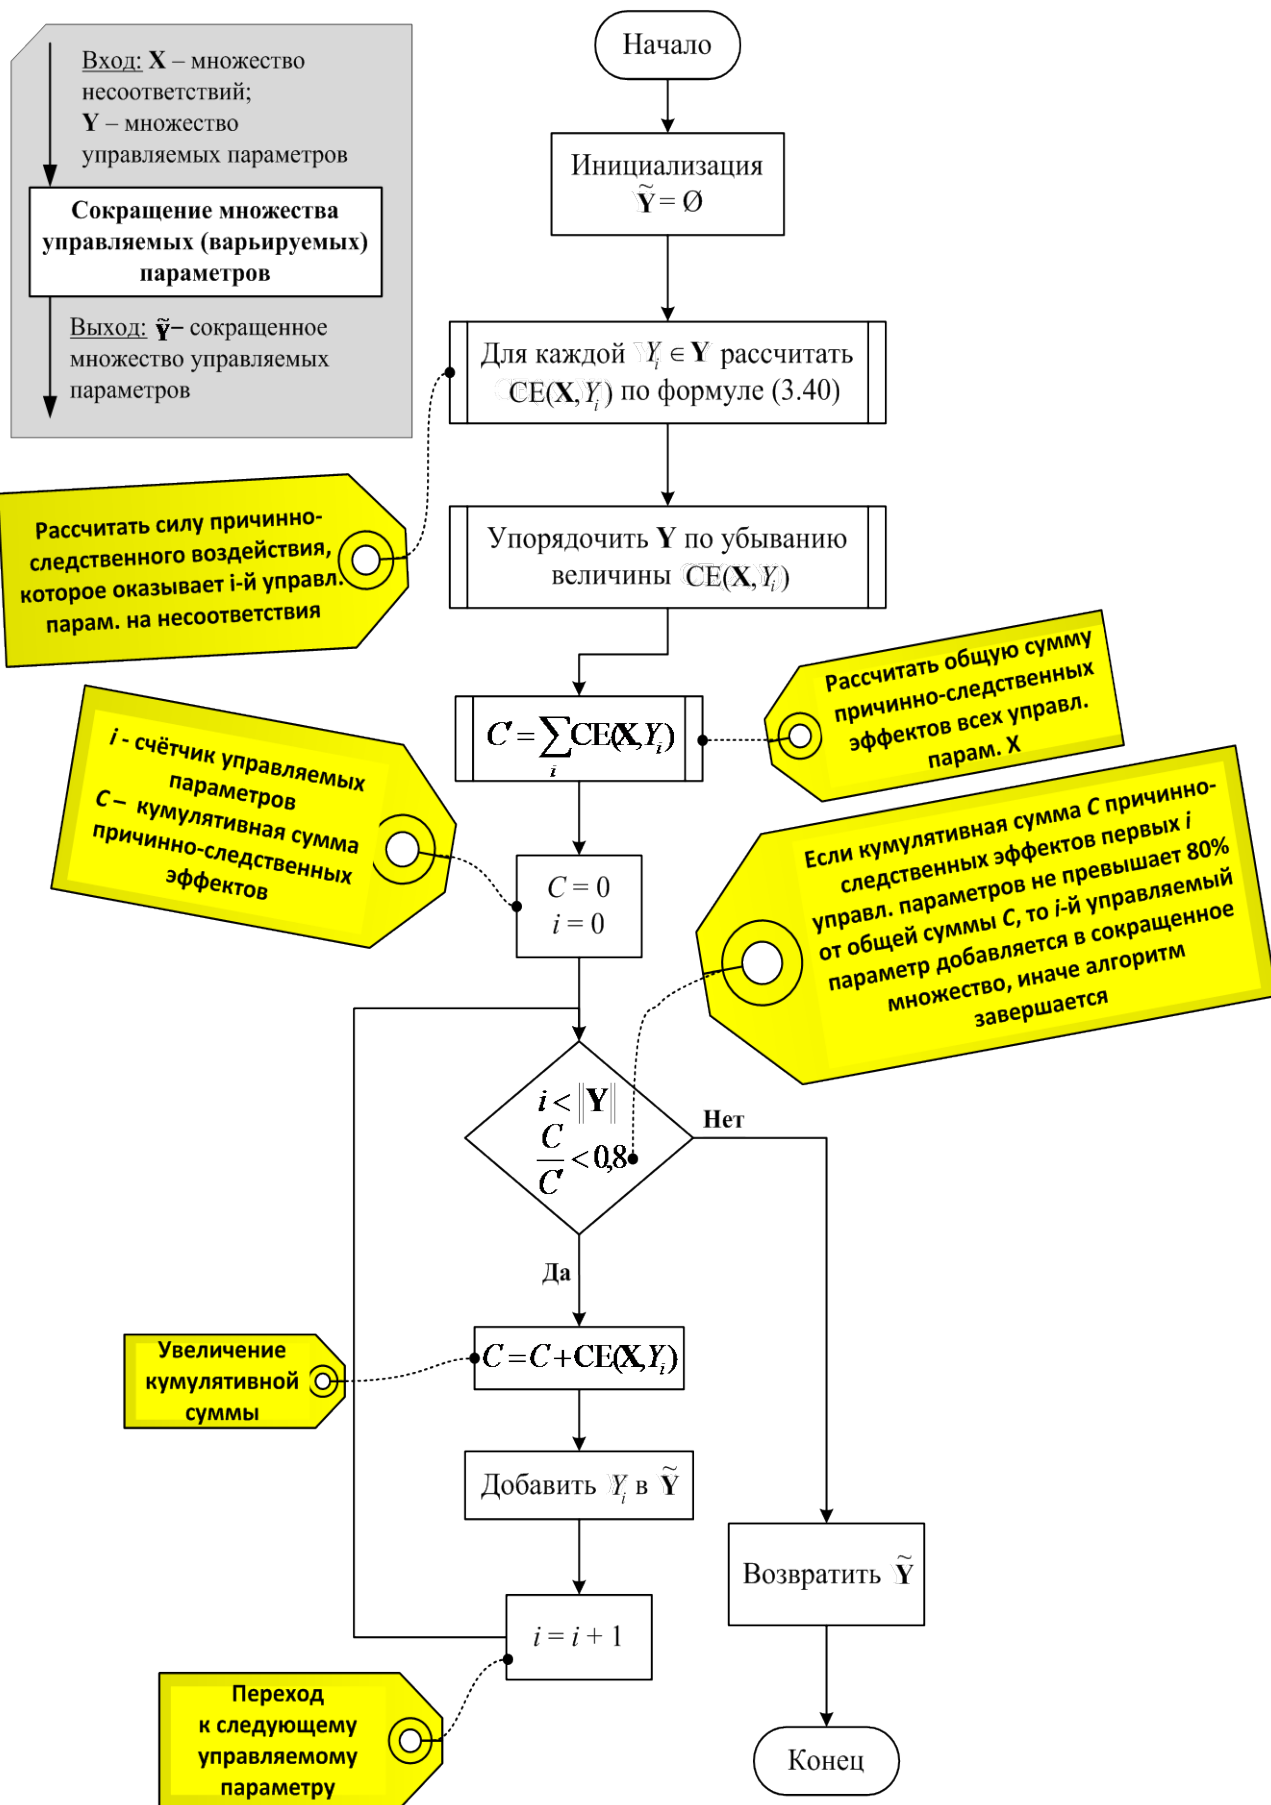 Вход: X – множество
несоответствий;
Y – множество
управляемых параметров
Сокращение множества
управляемых (варьируемых)
параметров
Выход: Ỹ – сокращенное
множество управляемых
параметров
Начало
Инициализация
Ỹ = Ø
Для каждой Yi ∈ Y рассчитать
CE(X, Yi) по формуле (3.40)
Рассчитать силу причинно-
следственного воздействия,
которое оказывает i-й управл.
парам. на несоответствия
Упорядочить Y по убыванию
величины CE(X, Yi)
C' = ∑ CE(X, Yi)
i
Рассчитать общую сумму
причинно-следственных
эффектов всех управл.
парам. X
i - счётчик управляемых
параметров
C – кумулятивная сумма
причинно-следственных
эффектов
C = 0
i = 0
Если кумулятивная сумма C причинно-
следственных эффектов первых i
управл. параметров не превышает 80%
от общей суммы C, то i-й управляемый
параметр добавляется в сокращенное
множество, иначе алгоритм
завершается
i < ||Y||
C
C' < 0,8
Нет
Да
C = C + CE(X, Yi)
Увеличение
кумулятивной
суммы
Добавить Yi в Ỹ
i = i + 1
Переход
к следующему
управляемому
параметру
Возвратить Ỹ
Конец